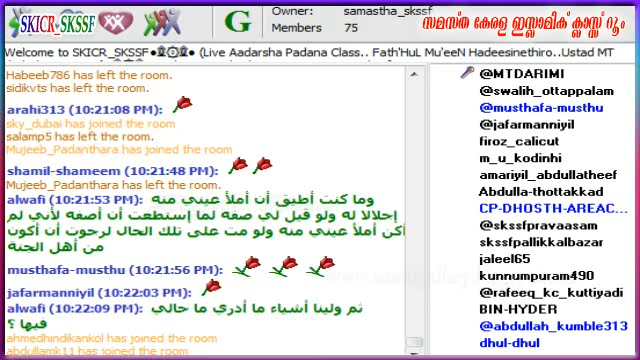 SKICR_SKSSF
G
Owner: samastha_skssf
Members 75
സമസ്ത കേരള ഇസ്ലാമിക് ക്ലാസ്സ് റൂം
Welcome to SKICR_SKSSF (Live Aadarsha Padana Class.. Fath'HuL Mu'eeN Hadeesinethiro..Ustad MT
Habeeb786 has left the room.
sidikvts has left the room.
arahi313 (10:21:08 PM):
sky_dubai has joined the room
salamp5 has left the room.
Mujeeb_Padanthara has joined the room
shamil-shameem (10:21:48 PM):
Mujeeb_Padanthara has left the room.
alwafi (10:21:53 PM): وما كنت أطيق أن أملأ عيني منه
إجلالا له ولو قيل لي صفه لما إستطعت أن أصفه لأني لم
أكن أملأ عيني منه ولو مت على تلك الحال لرجوت أن أكون
من أهل الجنة
musthafa-musthu (10:21:56 PM):
jafarmanniyil (10:22:03 PM):
alwafi (10:22:09 PM): ثم ولينا أشياء ما أدري ما حالي
فيها ؟
ahmedhindikankol has joined the room
abdullamk11 has joined the room
@MTDARIMI
@swalih_ottappalam
@musthafa-musthu
@jafarmanniyil
firoz_calicut
m_u_kodinhi
amariyil_abdullatheef
Abdulla-thottakkad
CP-DHOSTH-AREAC...
@skssfpravaasam
skssfpallikkalbazar
jaleel65
kunnumpuram490
@rafeeq_kc_kuttiyadi
BIN-HYDER
@abdullah_kumble313
dhul-dhul